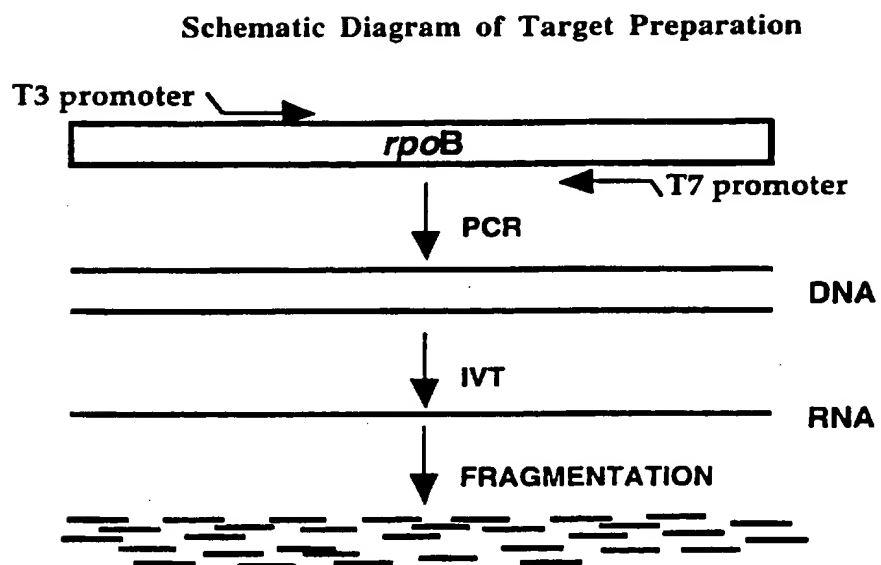 Schematic Diagram of Target Preparation
T3 promoter
rpoB
T7 promoter
PCR
DNA
IVT
RNA
FRAGMENTATION